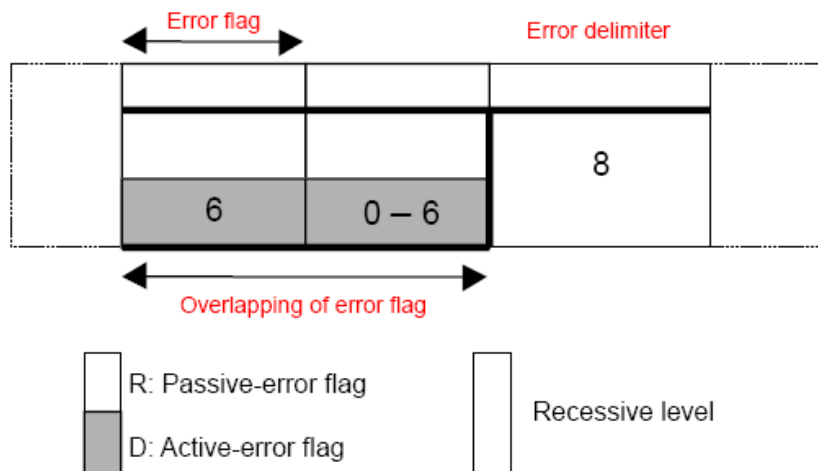 Error flag
Error delimiter
8
6
0 – 6
Overlapping of error flag
R: Passive-error flag
Recessive level
D: Active-error flag